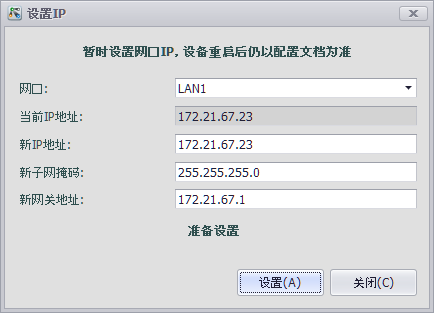 设置IP
暂时设置网口IP, 设备重启后仍以配置文档为准
网口: LAN1
当前IP地址: 172.21.67.23
新IP地址: 172.21.67.23
新子网掩码: 255.255.255.0
新网关地址: 172.21.67.1
准备设置
设置(A) 关闭(C)